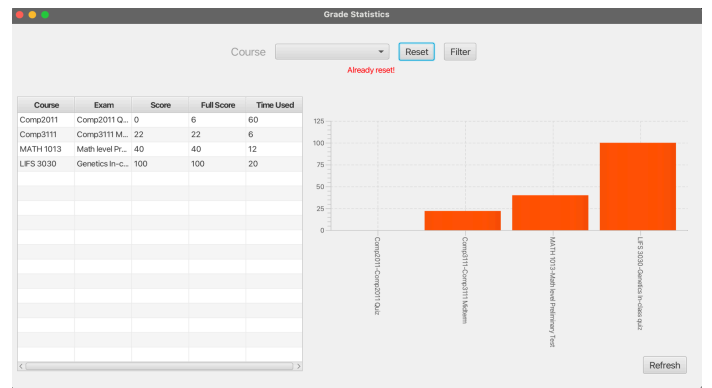 Grade Statistics
Course Reset Filter
Already reset!
Course Exam Score Full Score Time Used
Comp2011 Comp2011 Q... 0 6 60
Comp3111 Comp3111 M... 22 22 6
MATH 1013 Math level Pr... 40 40 12
LIFS 3030 Genetics In-c... 100 100 20
125
100
75
50
25
0
Comp2011-Comp2011 Quiz
Comp3111-Comp3111 Midterm
MATH 1013-Math level Preliminary Test
LIFS 3030-Genetics In-class quiz
Refresh